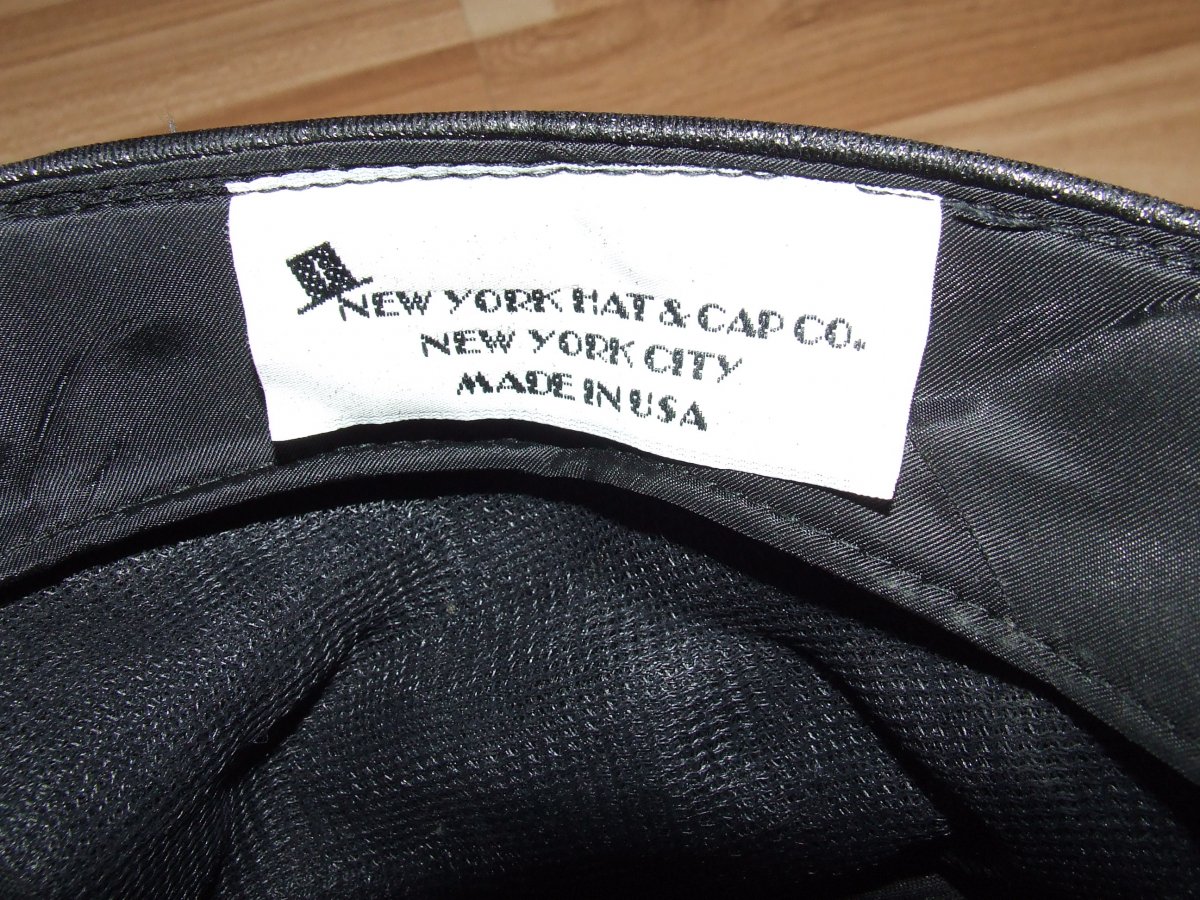 NEW YORK HAT & CAP CO.
NEW YORK CITY
MADE IN USA